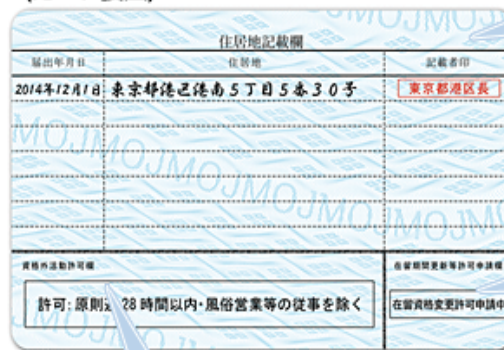 住居地記載欄
届出年月日 住居地 記載者印
2014年12月1日 東京都港区港南5丁目5番30号 東京都港区長
MOJMOJMOJMOJMOJ
資格外活動許可欄 在留期間更新等許可申請欄
許可:原則週28時間以内・風俗営業等の従事を除く 在留資格変更許可申請中